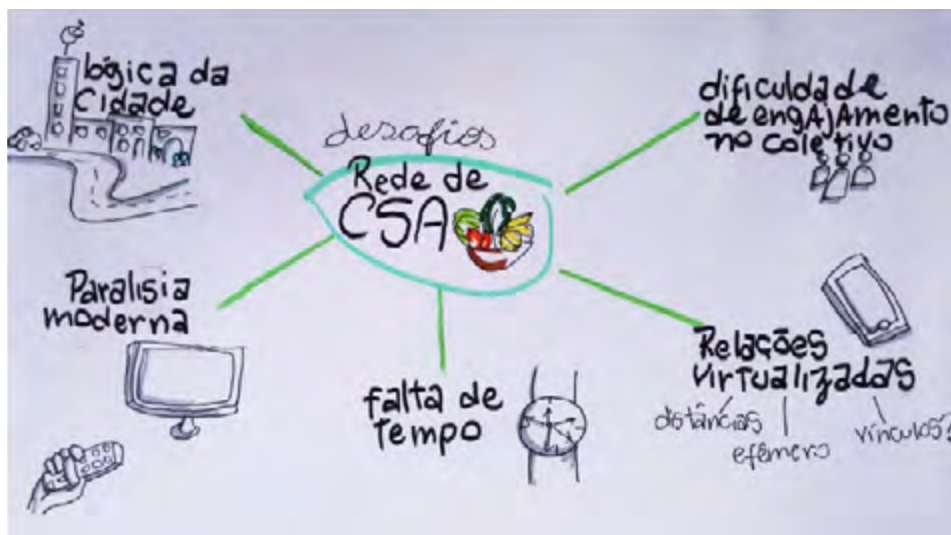 lógica da
Cidade
desafios
Rede de
CSA
dificuldade
de engajamento
no coletivo
Paralisia
moderna
falta de
tempo
Relações
virtualizadas
distâncias
efêmero
vínculos?